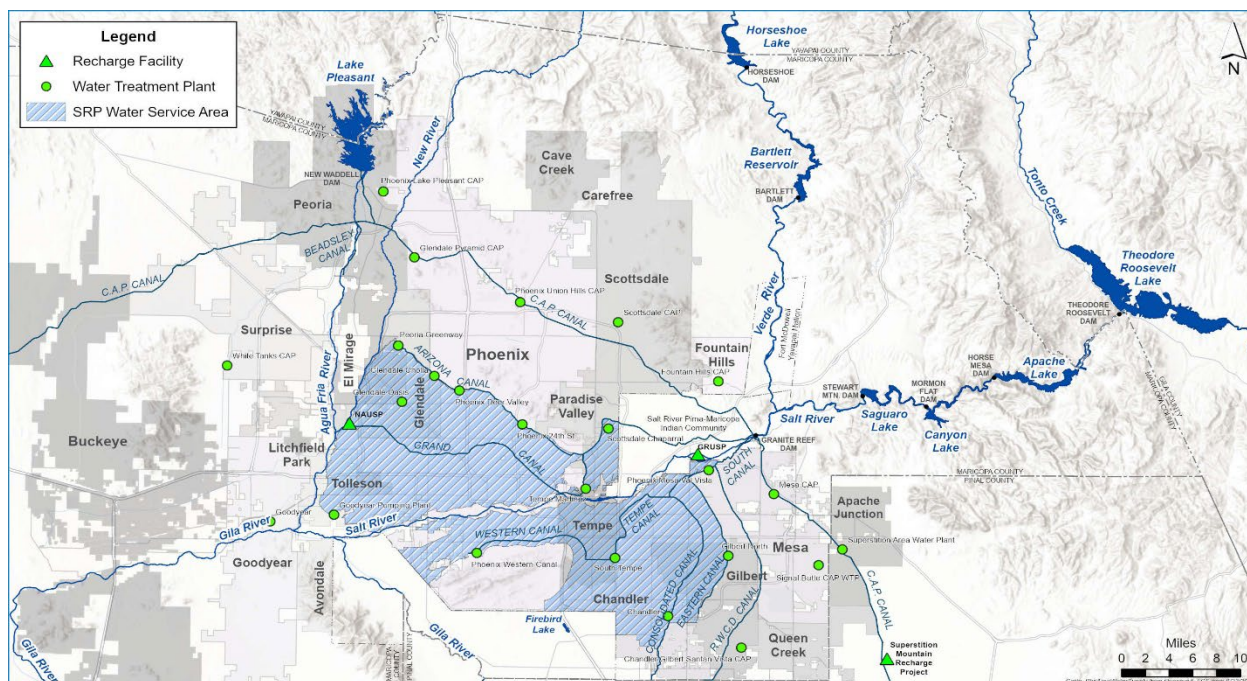 Legend
Recharge Facility
Water Treatment Plant
SRP Water Service Area
Lake
Pleasant
New River
Horseshoe
Lake
YAVAPAI COUNTY
MARICOPA COUNTY
HORSESHOE
DAM
N
YAVAPAI COUNTY
MARICOPA COUNTY
NEW WADDELL
DAM
Phoenix Lake Pleasant CAP
Peoria
Cave
Creek
Carefree
Bartlett
Reservoir
BARTLETT
DAM
Tonto Creek
BEADSLEY
CANAL
Glendale Pyramid CAP
C.A.P. CANAL
Phoenix Union Hills CAP
C.A.P. CANAL
Scottsdale
Scottsdale CAP
Verde River
Fort McDowell
Yavapai Nation
Theodore
Roosevelt
Lake
THEODORE
ROOSEVELT
DAM
Surprise
White Tanks CAP
El Mirage
Agua Fria River
Peoria Greenway
ARIZONA
CANAL
Phoenix
Glendale Cholla
Glendale Oasis
Glendale
Phoenix Deer Valley
Fountain
Hills
Fountain Hills CAP
Paradise
Valley
HORSE
MESA DAM
Apache
Lake
GILA COUNTY
MARICOPA COUNTY
STEWART
MTN. DAM
MORMON
FLAT DAM
Saguaro
Lake
Canyon
Lake
Salt River
NAUSP
Buckeye
Litchfield
Park
Phoenix 24th St
Scottsdale Chaparral
Salt River Pima-Maricopa
Indian Community
GRANITE REEF
DAM
GRAND
CANAL
GRUSP
SOUTH
CANAL
Phoenix Mesa Val Vista
MARICOPA COUNTY
PINAL COUNTY
Tolleson
Mesa CAP
Goodyear
Goodyear Pumping Plant
Gila River
Salt River
WESTERN CANAL
Tempe
TEMPE
CANAL
Apache
Junction
Superstition Area Water Plant
Phoenix Western Canal
South Tempe
Gilbert North
Mesa
Signal Butte CAP WTP
Goodyear
Avondale
Gilbert
Chandler
Chandler
CONSOLIDATED CANAL
EASTERN CANAL
R.W.C.D. CANAL
C.A.P. CANAL
Firebird
Lake
Gila River
Gila River
MARICOPA COUNTY
PINAL COUNTY
Queen
Creek
Chandler Gilbert Santan Vista CAP
Superstition
Mountain
Recharge
Project
Miles
0 2 4 6 8 10